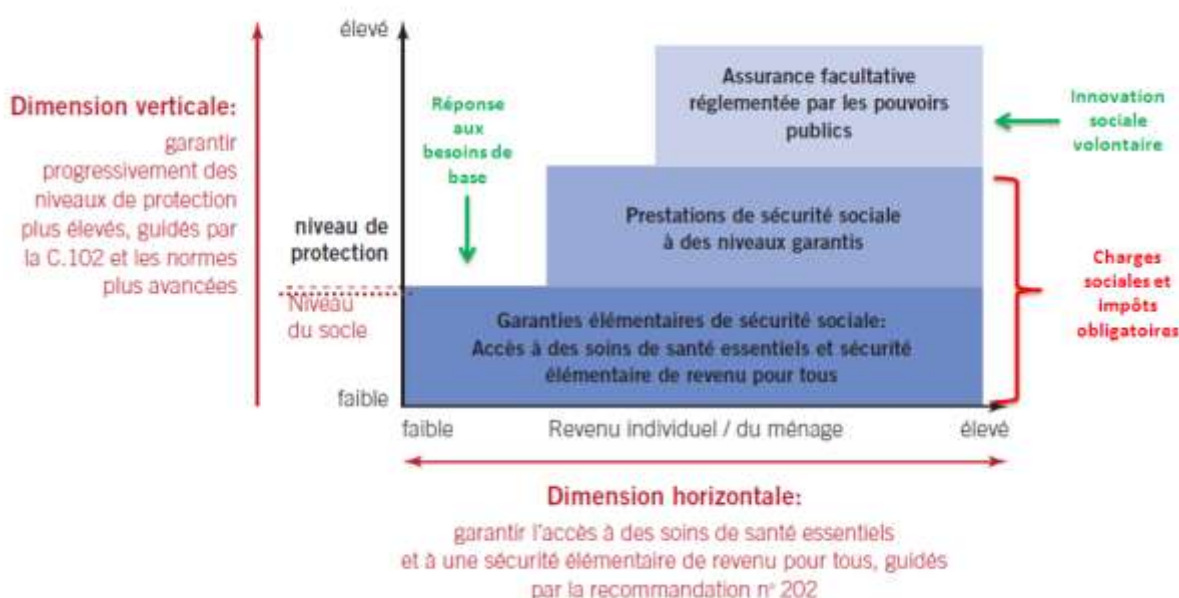 élevé
Dimension verticale:
garantir
progressivement des
niveaux de protection
plus élevés, guidés par
la C.102 et les normes
plus avancées
Réponse
aux
besoins de
base
Assurance facultative
réglementée par les pouvoirs
publics
Innovation
sociale
volontaire
niveau de
protection
Prestations de sécurité sociale
à des niveaux garantis
Charges
sociales et
impôts
obligatoires
Niveau
du socle
Garanties élémentaires de sécurité sociale:
Accès à des soins de santé essentiels et sécurité
élémentaire de revenu pour tous
faible
faible Revenu individuel / du ménage élevé
Dimension horizontale:
garantir l'accès à des soins de santé essentiels
et à une sécurité élémentaire de revenu pour tous, guidés
par la recommandation n° 202